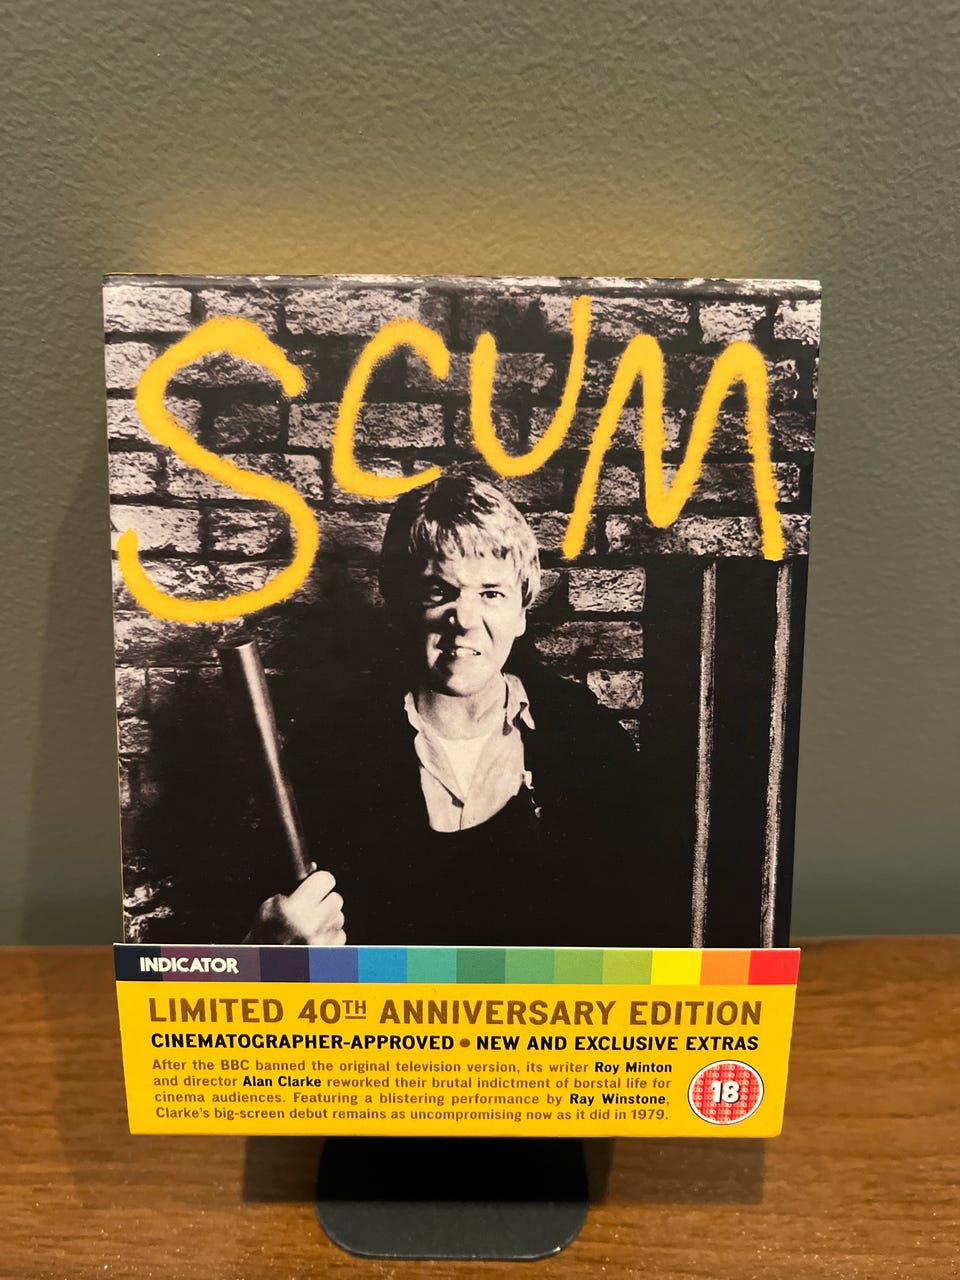 SCUM
INDICATOR
LIMITED 40TH ANNIVERSARY EDITION
CINEMATOGRAPHER-APPROVED • NEW AND EXCLUSIVE EXTRAS
After the BBC banned the original television version, its writer Roy Minton
and director Alan Clarke reworked their brutal indictment of borstal life for
cinema audiences. Featuring a blistering performance by Ray Winstone,
Clarke's big-screen debut remains as uncompromising now as it did in 1979.
18